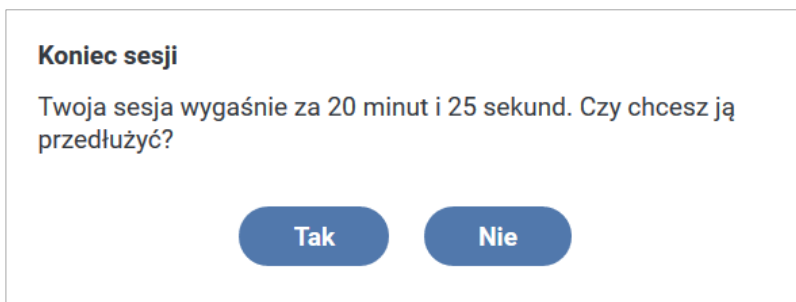 Koniec sesji
Twoja sesja wygaśnie za 20 minut i 25 sekund. Czy chcesz ją
przedłużyć?
Tak
Nie